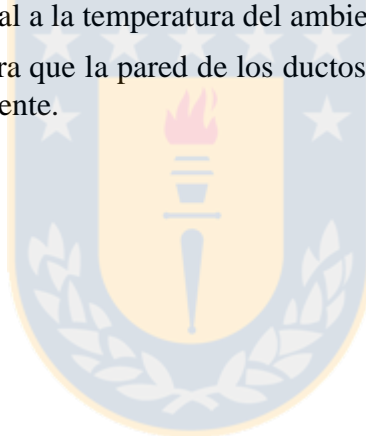 al a la temperatura del ambie
ra que la pared de los ductos
ente.